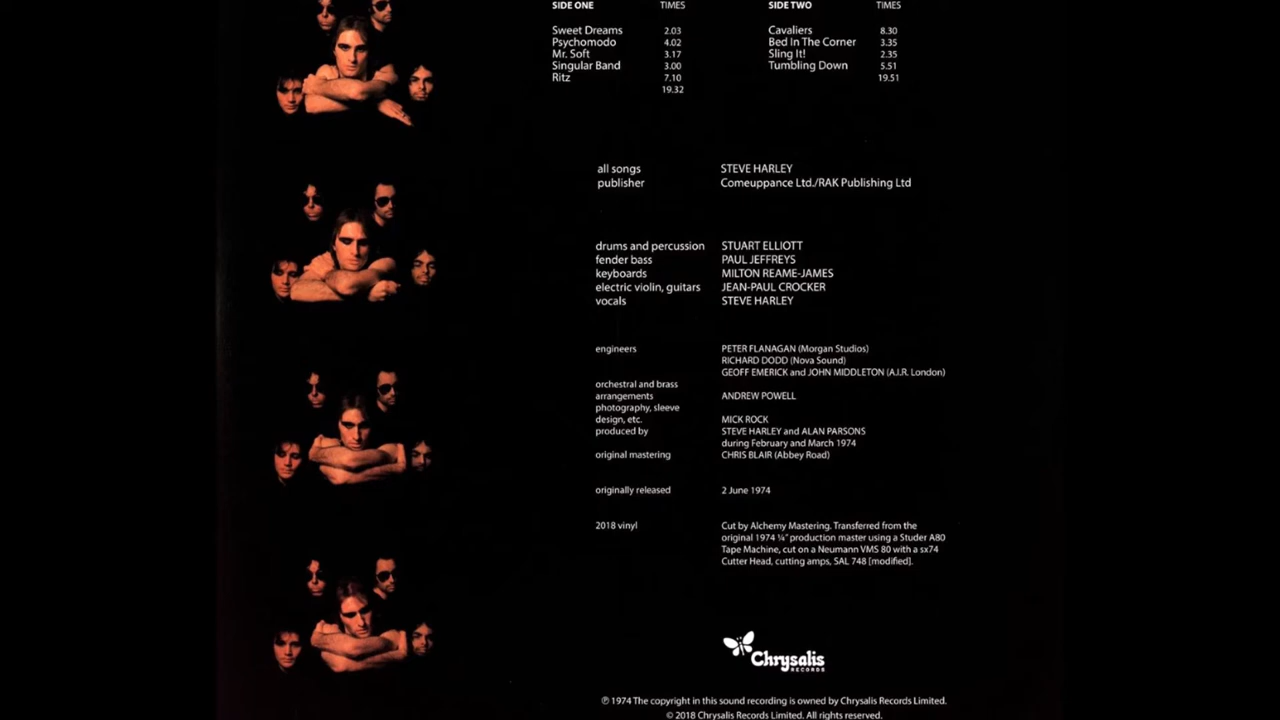 SIDE ONE TIMES
Sweet Dreams 2.03
Psychomodo 4.02
Mr. Soft 3.17
Singular Band 3.00
Ritz 7.10
19.32
SIDE TWO TIMES
Cavaliers 8.30
Bed In The Corner 3.35
Sling It! 2.35
Tumbling Down 5.51
19.51
all songs STEVE HARLEY
publisher Comeuppance Ltd./RAK Publishing Ltd
drums and percussion STUART ELLIOTT
fender bass PAUL JEFFREYS
keyboards MILTON REAME-JAMES
electric violin, guitars JEAN-PAUL CROCKER
vocals STEVE HARLEY
engineers PETER FLANAGAN (Morgan Studios)
RICHARD DODD (Nova Sound)
GEOFF EMERICK and JOHN MIDDLETON (A.I.R. London)
orchestral and brass
arrangements ANDREW POWELL
photography, sleeve
design, etc. MICK ROCK
produced by STEVE HARLEY and ALAN PARSONS
during February and March 1974
original mastering CHRIS BLAIR (Abbey Road)
originally released 2 June 1974
2018 vinyl Cut by Alchemy Mastering. Transferred from the
original 1974 ¼" production master using a Studer A80
Tape Machine, cut on a Neumann VMS 80 with a sx74
Cutter Head, cutting amps, SAL 748 [modified].
Chrysalis
RECORDS
℗ 1974 The copyright in this sound recording is owned by Chrysalis Records Limited.
© 2018 Chrysalis Records Limited. All rights reserved.